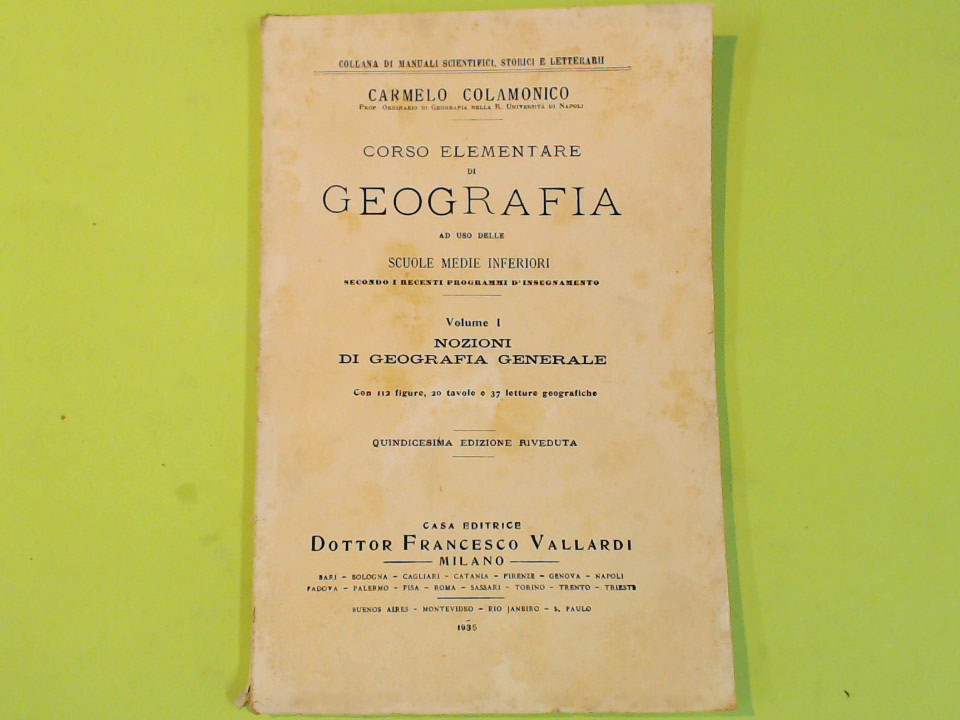 COLLANA DI MANUALI SCIENTIFICI, STORICI E LETTERARII
CARMELO COLAMONICO
PROF. ORDINARIO DI GEOGRAFIA NELLA R. UNIVERSITÀ DI NAPOLI
CORSO ELEMENTARE
DI
GEOGRAFIA
AD USO DELLE
SCUOLE MEDIE INFERIORI
SECONDO I RECENTI PROGRAMMI D'INSEGNAMENTO
Volume I
NOZIONI
DI GEOGRAFIA GENERALE
Con 112 figure, 20 tavole e 37 letture geografiche
QUINDICESIMA EDIZIONE RIVEDUTA
CASA EDITRICE
DOTTOR FRANCESCO VALLARDI
MILANO
BARI - BOLOGNA - CAGLIARI - CATANIA - FIRENZE - GENOVA - NAPOLI
PADOVA - PALERMO - PISA - ROMA - SASSARI - TORINO - TRENTO - TRIESTE
BUENOS AIRES - MONTEVIDEO - RIO JANEIRO - S. PAULO
1935